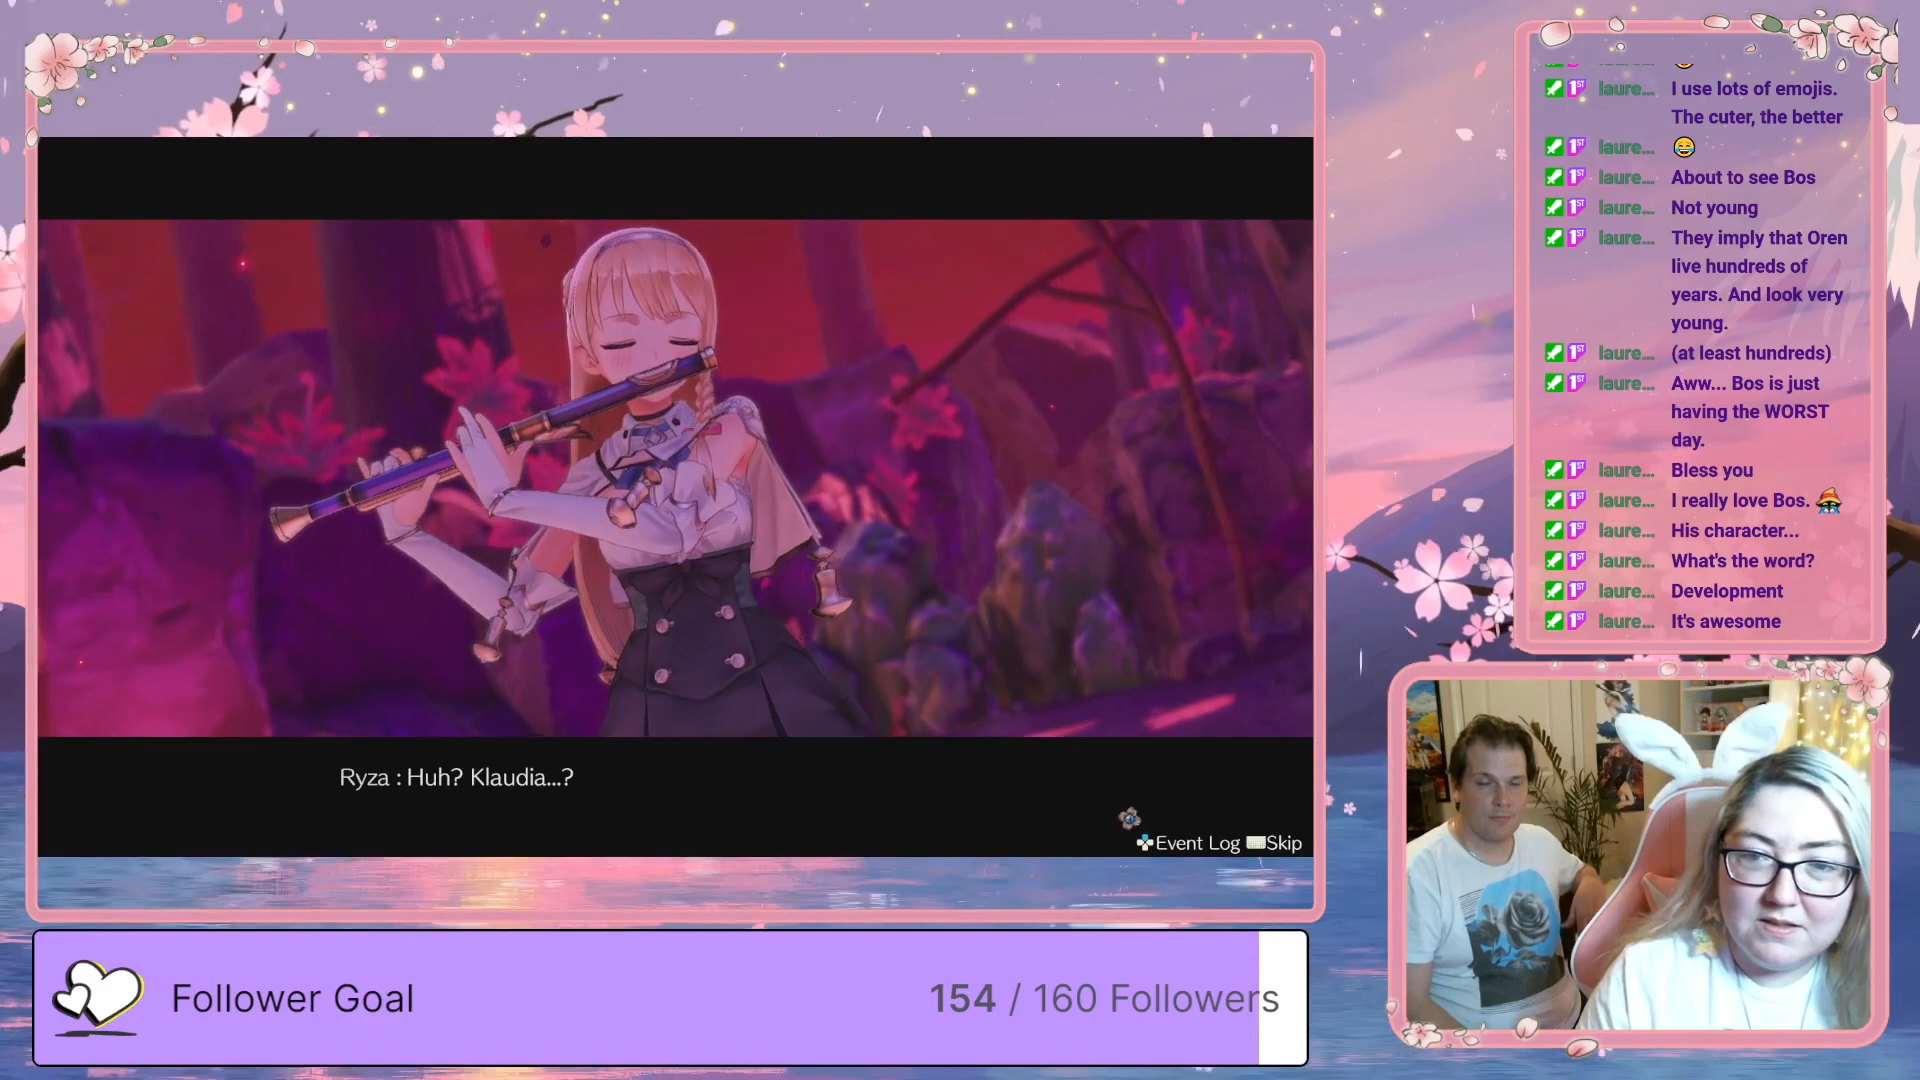 laure... I use lots of emojis.
The cuter, the better
laure... 😂
laure... About to see Bos
laure... Not young
laure... They imply that Oren
live hundreds of
years. And look very
young.
laure... (at least hundreds)
laure... Aww... Bos is just
having the WORST
day.
laure... Bless you
laure... I really love Bos.
laure... His character...
laure... What's the word?
laure... Development
laure... It's awesome
Ryza : Huh? Klaudia...?
Event Log Skip
Follower Goal 154 / 160 Followers